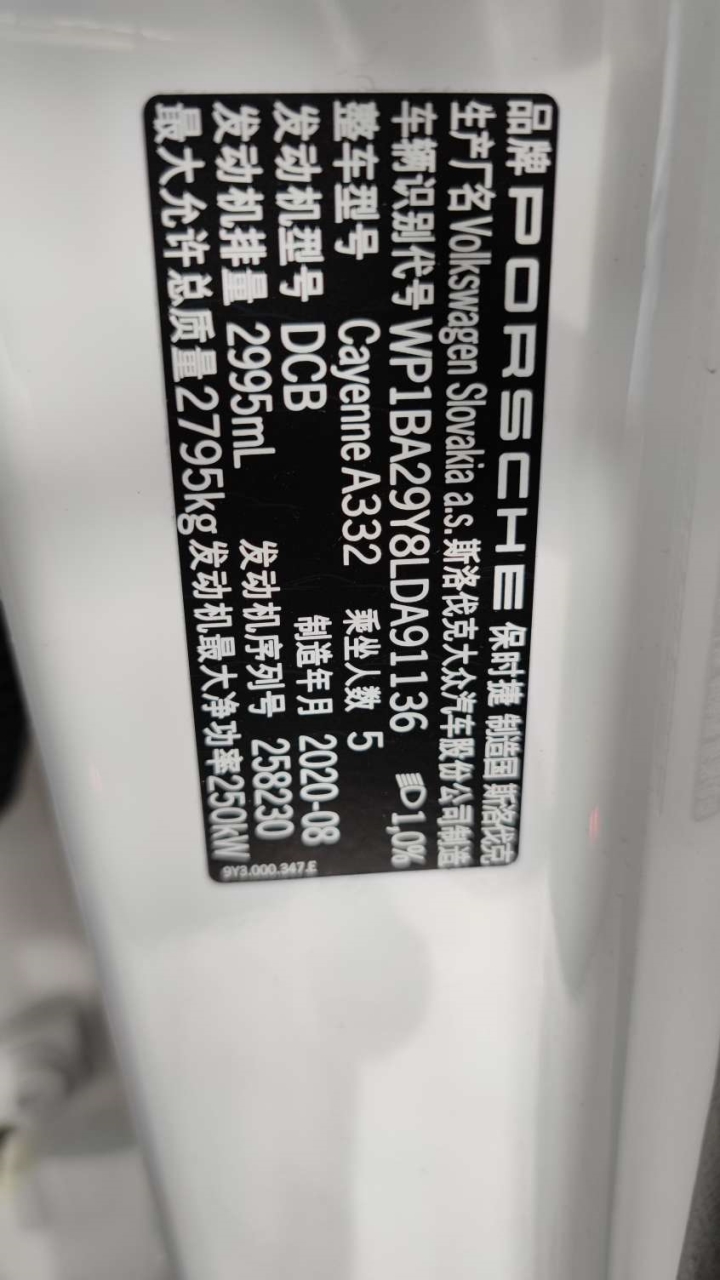 品牌 PORSCHE 保时捷 制造国 斯洛伐克
生产厂名 Volkswagen Slovakia a.s. 斯洛伐克大众汽车股份公司制造
车辆识别代号 WP1BA29Y8LDA91136 1,0%
整车型号 Cayenne A332 乘坐人数 5
发动机型号 DCB 制造年月 2020-08
发动机排量 2995mL 发动机序列号 258230
最大允许总质量 2795kg 发动机最大净功率 250kW
9Y3.000.347.E